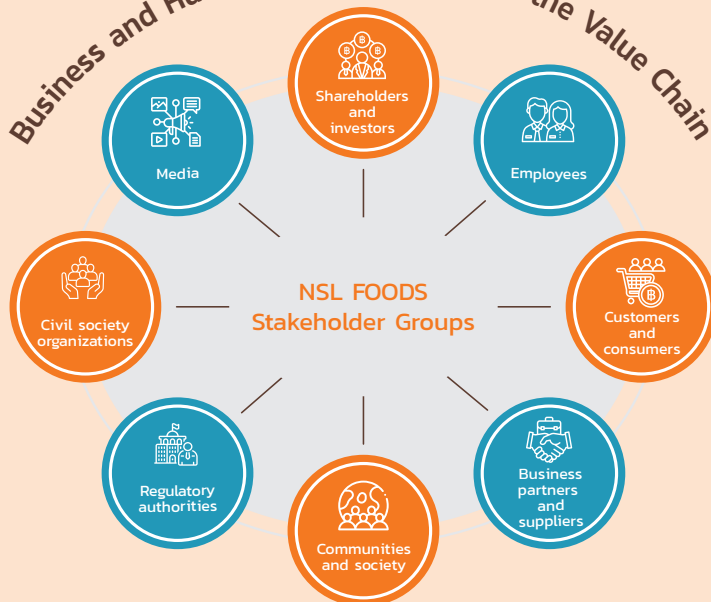 Business and
the Value Chain
Shareholders
and
investors
Media
Employees
NSL FOODS
Stakeholder Groups
Civil society
organizations
Customers
and
consumers
Regulatory
authorities
Business
partners
and
suppliers
Communities
and society